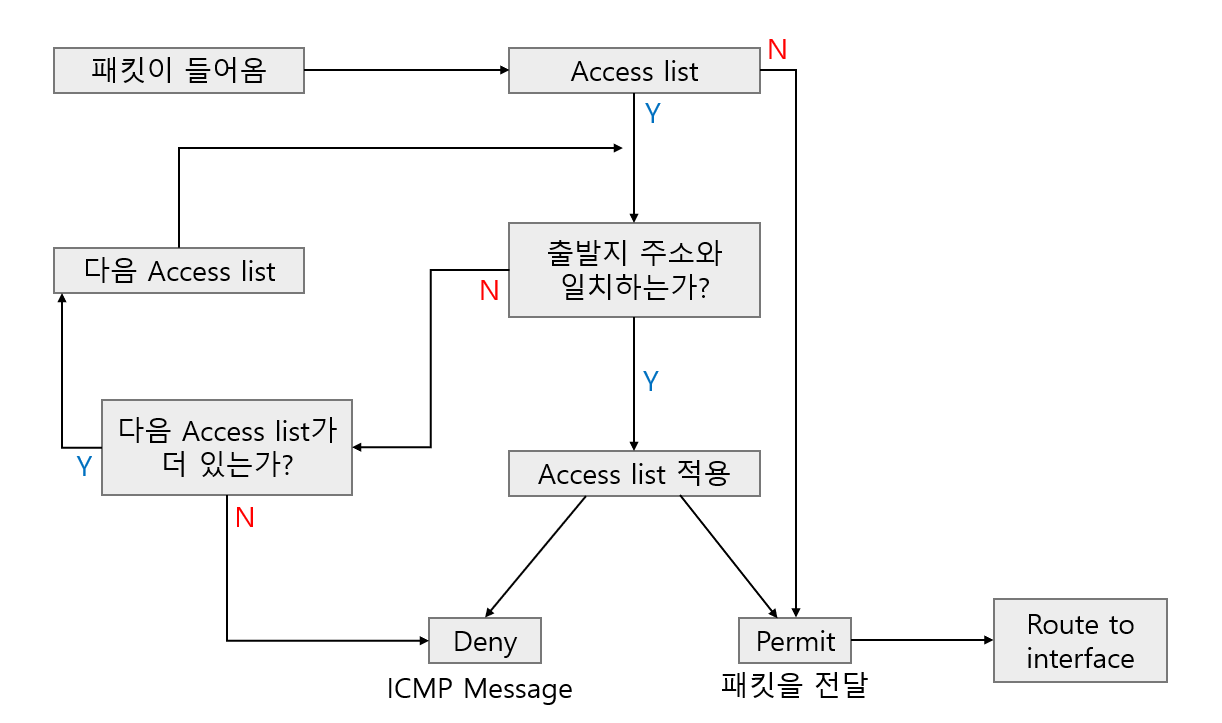 패킷이 들어옴
Access list
N
Y
출발지 주소와
일치하는가?
다음 Access list
N
Y
다음 Access list가
더 있는가?
Y
N
Access list 적용
Deny
ICMP Message
Permit
패킷을 전달
Route to
interface